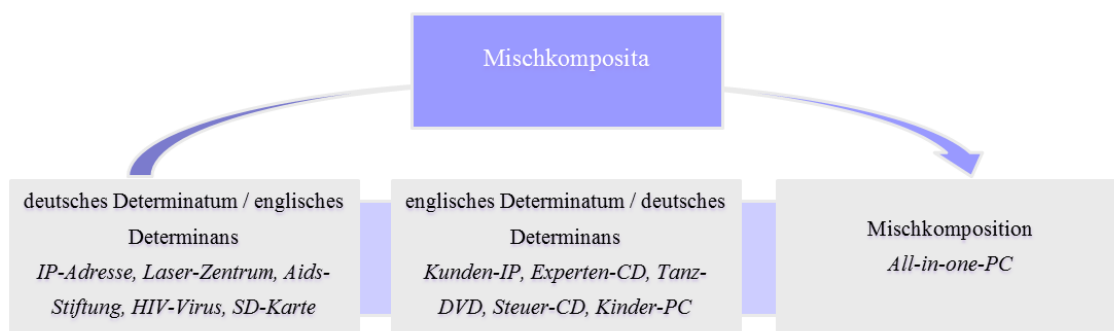 Mischkomposita
deutsches Determinatum / englisches
Determinans
IP-Adresse, Laser-Zentrum, Aids-
Stiftung, HIV-Virus, SD-Karte
englisches Determinatum / deutsches
Determinans
Kunden-IP, Experten-CD, Tanz-
DVD, Steuer-CD, Kinder-PC
Mischkomposition
All-in-one-PC